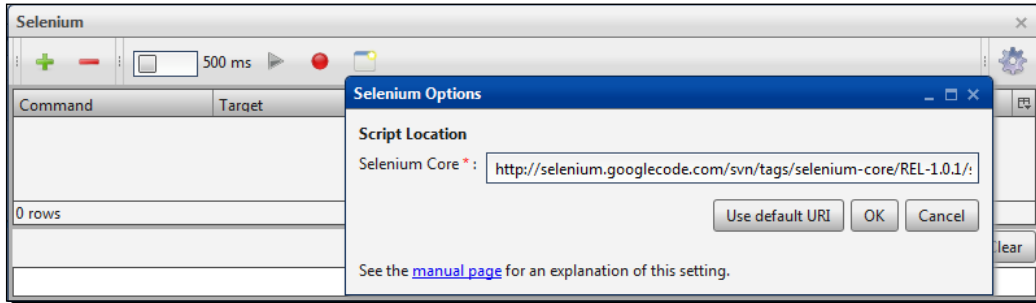 Selenium
500 ms
Command Target
0 rows
Clear
Selenium Options
Script Location
Selenium Core * : http://selenium.googlecode.com/svn/tags/selenium-core/REL-1.0.1/
Use default URI OK Cancel
See the manual page for an explanation of this setting.